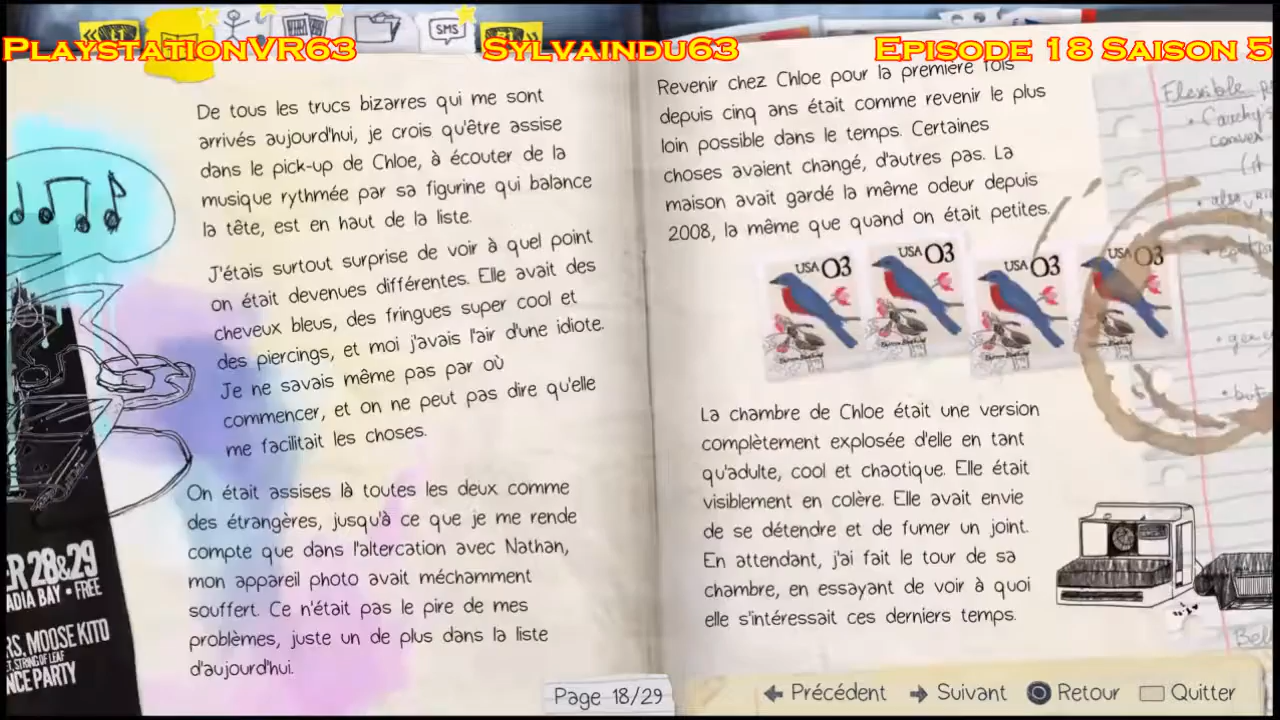 L1
SMS
R1
PlaystationVR63
Sylvaindu63
Episode 18 Saison 5
De tous les trucs bizarres qui me sont
arrivés aujourd'hui, je crois qu'être assise
dans le pick-up de Chloe, à écouter de la
musique rythmée par sa figurine qui balance
la tête, est en haut de la liste.
J'étais surtout surprise de voir à quel point
on était devenues différentes. Elle avait des
cheveux bleus, des fringues super cool et
des piercings, et moi j'avais l'air d'une idiote.
Je ne savais même pas par où
commencer, et on ne peut pas dire qu'elle
me facilitait les choses.
On était assises là toutes les deux comme
des étrangères, jusqu'à ce que je me rende
compte que dans l'altercation avec Nathan,
mon appareil photo avait méchamment
souffert. Ce n'était pas le pire de mes
problèmes, juste un de plus dans la liste
d'aujourd'hui.
ER 28&29
ADIA BAY • FREE
RS, MOOSE KITO
ET, STRING OF LEAF
NCE PARTY
Revenir chez Chloe pour la première fois
depuis cinq ans était comme revenir le plus
loin possible dans le temps. Certaines
choses avaient changé, d'autres pas. La
maison avait gardé la même odeur depuis
2008, la même que quand on était petites.
USA 03
USA 03
USA 03
USA 03
La chambre de Chloe était une version
complètement explosée d'elle en tant
qu'adulte, cool et chaotique. Elle était
visiblement en colère. Elle avait envie
de se détendre et de fumer un joint.
En attendant, j'ai fait le tour de sa
chambre, en essayant de voir à quoi
elle s'intéressait ces derniers temps.
Flexible
Page 18/29
Précédent
Suivant
Retour
Quitter